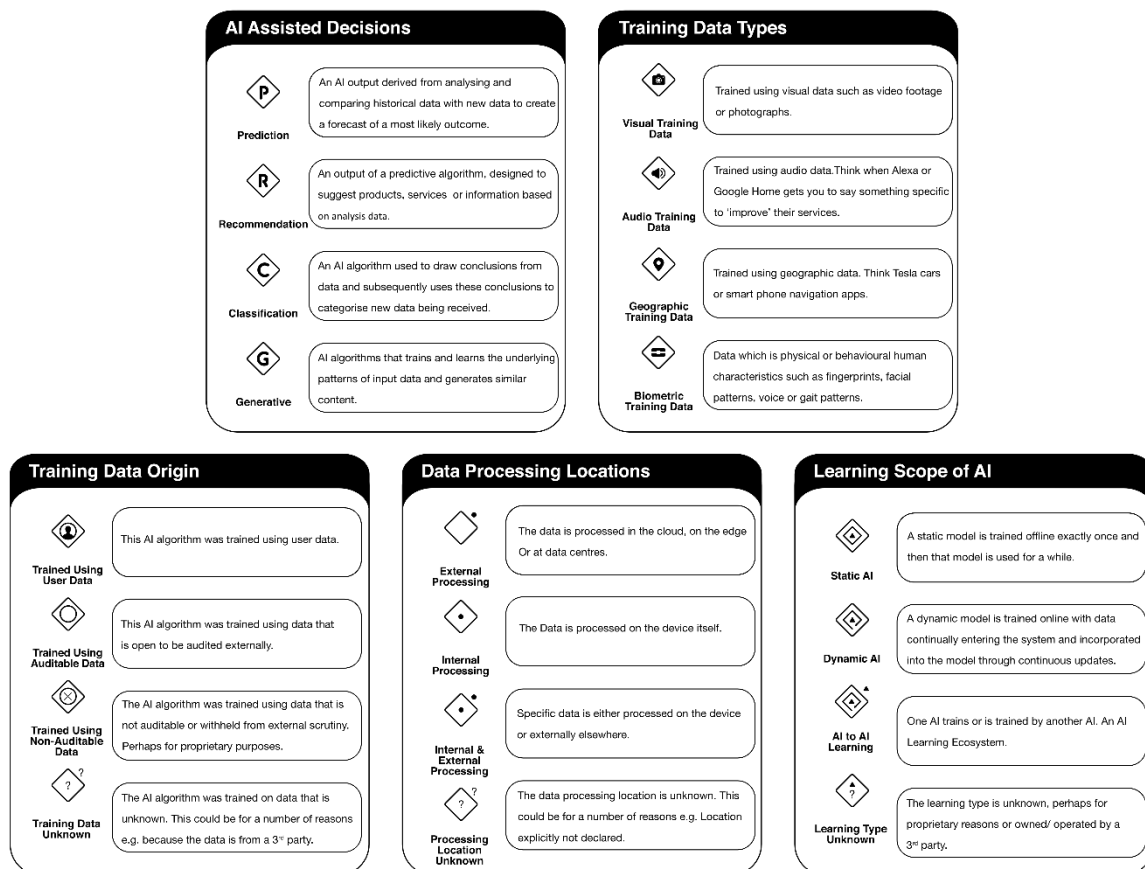 AI Assisted Decisions
P
Prediction
An AI output derived from analysing and
comparing historical data with new data to create
a forecast of a most likely outcome.
R
Recommendation
An output of a predictive algorithm, designed to
suggest products, services or information based
on analysis data.
C
Classification
An AI algorithm used to draw conclusions from
data and subsequently uses these conclusions to
categorise new data being received.
G
Generative
AI algorithms that trains and learns the underlying
patterns of input data and generates similar
content.
Training Data Types
Visual Training
Data
Trained using visual data such as video footage
or photographs.
Audio Training
Data
Trained using audio data.Think when Alexa or
Google Home gets you to say something specific
to 'improve' their services.
Geographic
Training Data
Trained using geographic data. Think Tesla cars
or smart phone navigation apps.
Biometric
Training Data
Data which is physical or behavioural human
characteristics such as fingerprints, facial
patterns, voice or gait patterns.
Training Data Origin
Trained Using
User Data
This AI algorithm was trained using user data.
Trained Using
Auditable Data
This AI algorithm was trained using data that
is open to be audited externally.
Trained Using
Non-Auditable
Data
The AI algorithm was trained using data that is
not auditable or withheld from external scrutiny.
Perhaps for proprietary purposes.
? ?
Training Data
Unknown
The AI algorithm was trained on data that is
unknown. This could be for a number of reasons
e.g. because the data is from a 3rd party.
Data Processing Locations
External
Processing
The data is processed in the cloud, on the edge
Or at data centres.
Internal
Processing
The Data is processed on the device itself.
Internal &
External
Processing
Specific data is either processed on the device
or externally elsewhere.
? ?
Processing
Location
Unknown
The data processing location is unknown. This
could be for a number of reasons e.g. Location
explicitly not declared.
Learning Scope of AI
Static AI
A static model is trained offline exactly once and
then that model is used for a while.
Dynamic AI
A dynamic model is trained online with data
continually entering the system and incorporated
into the model through continuous updates.
AI to AI
Learning
One AI trains or is trained by another AI. An AI
Learning Ecosystem.
?
Learning Type
Unknown
The learning type is unknown, perhaps for
proprietary reasons or owned/ operated by a
3rd party.